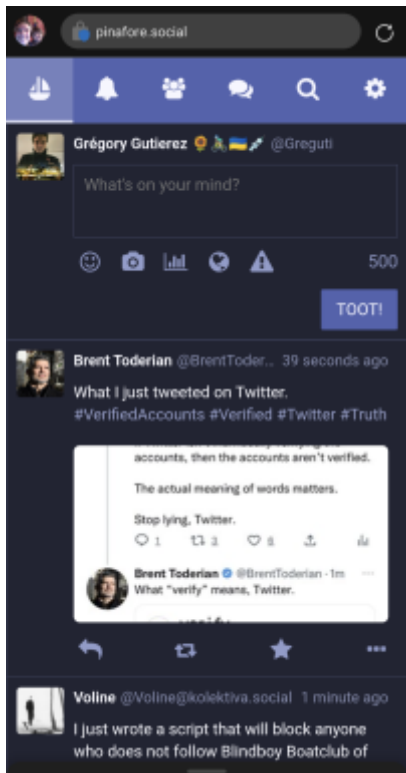 pinafore.social
Grégory Gutierez 🌻🚴🇺🇦💉 @Greguti
What's on your mind?
500
TOOT!
Brent Toderian @BrentToder... 39 seconds ago
What I just tweeted on Twitter.
#VerifiedAccounts #Verified #Twitter #Truth
accounts, then the accounts aren't verified.
The actual meaning of words matters.
Stop lying, Twitter.
1 2 8
Brent Toderian @BrentToderian · 1m
What "verify" means, Twitter.
Voline @Voline@kolektiva.social 1 minute ago
I just wrote a script that will block anyone
who does not follow Blindboy Boatclub of